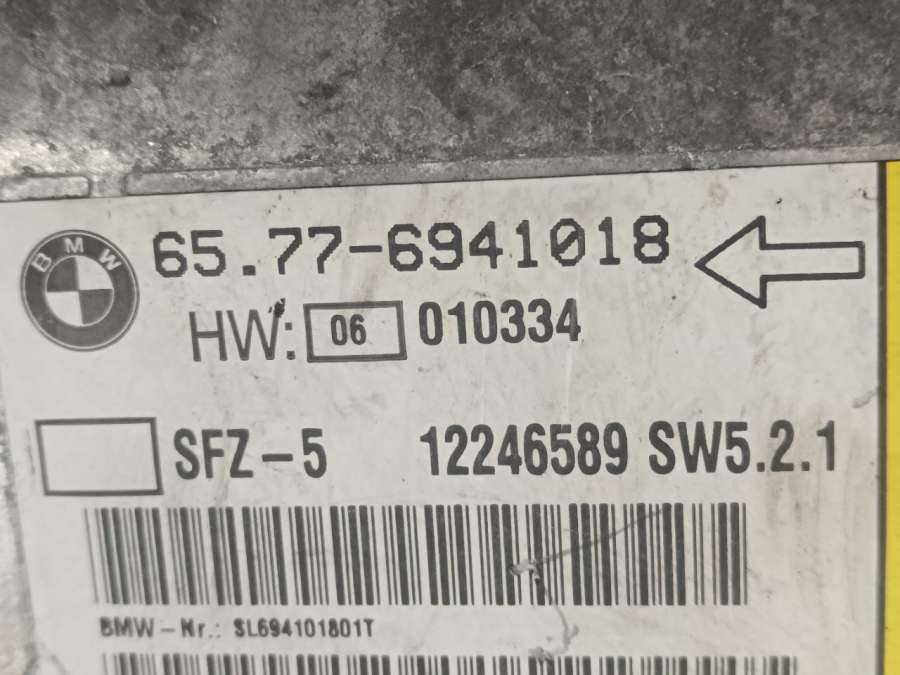 BMW
65.77-6941018
HW: 06 010334
SFZ-5 12246589 SW5.2.1
BMW-Nr.: SL694101801T